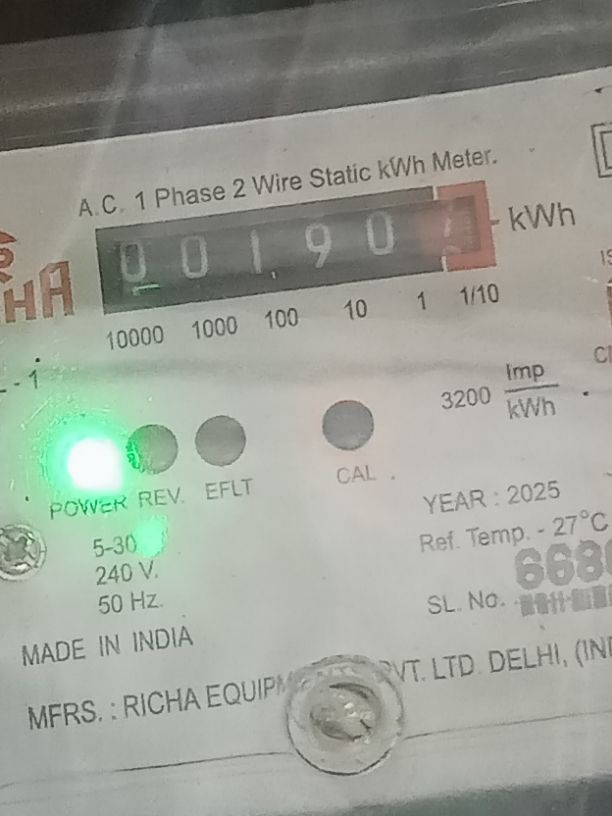 A.C. 1 Phase 2 Wire Static kWh Meter.
0 0 1 9 0
kWh
HA
10000 1000 100 10 1 1/10
3200 Imp/kWh
POWER REV. EFLT CAL.
YEAR : 2025
5-30
Ref. Temp. - 27°C
240 V.
668
50 Hz.
SL. No.
MADE IN INDIA
MFRS. : RICHA PVT. LTD. DELHI,